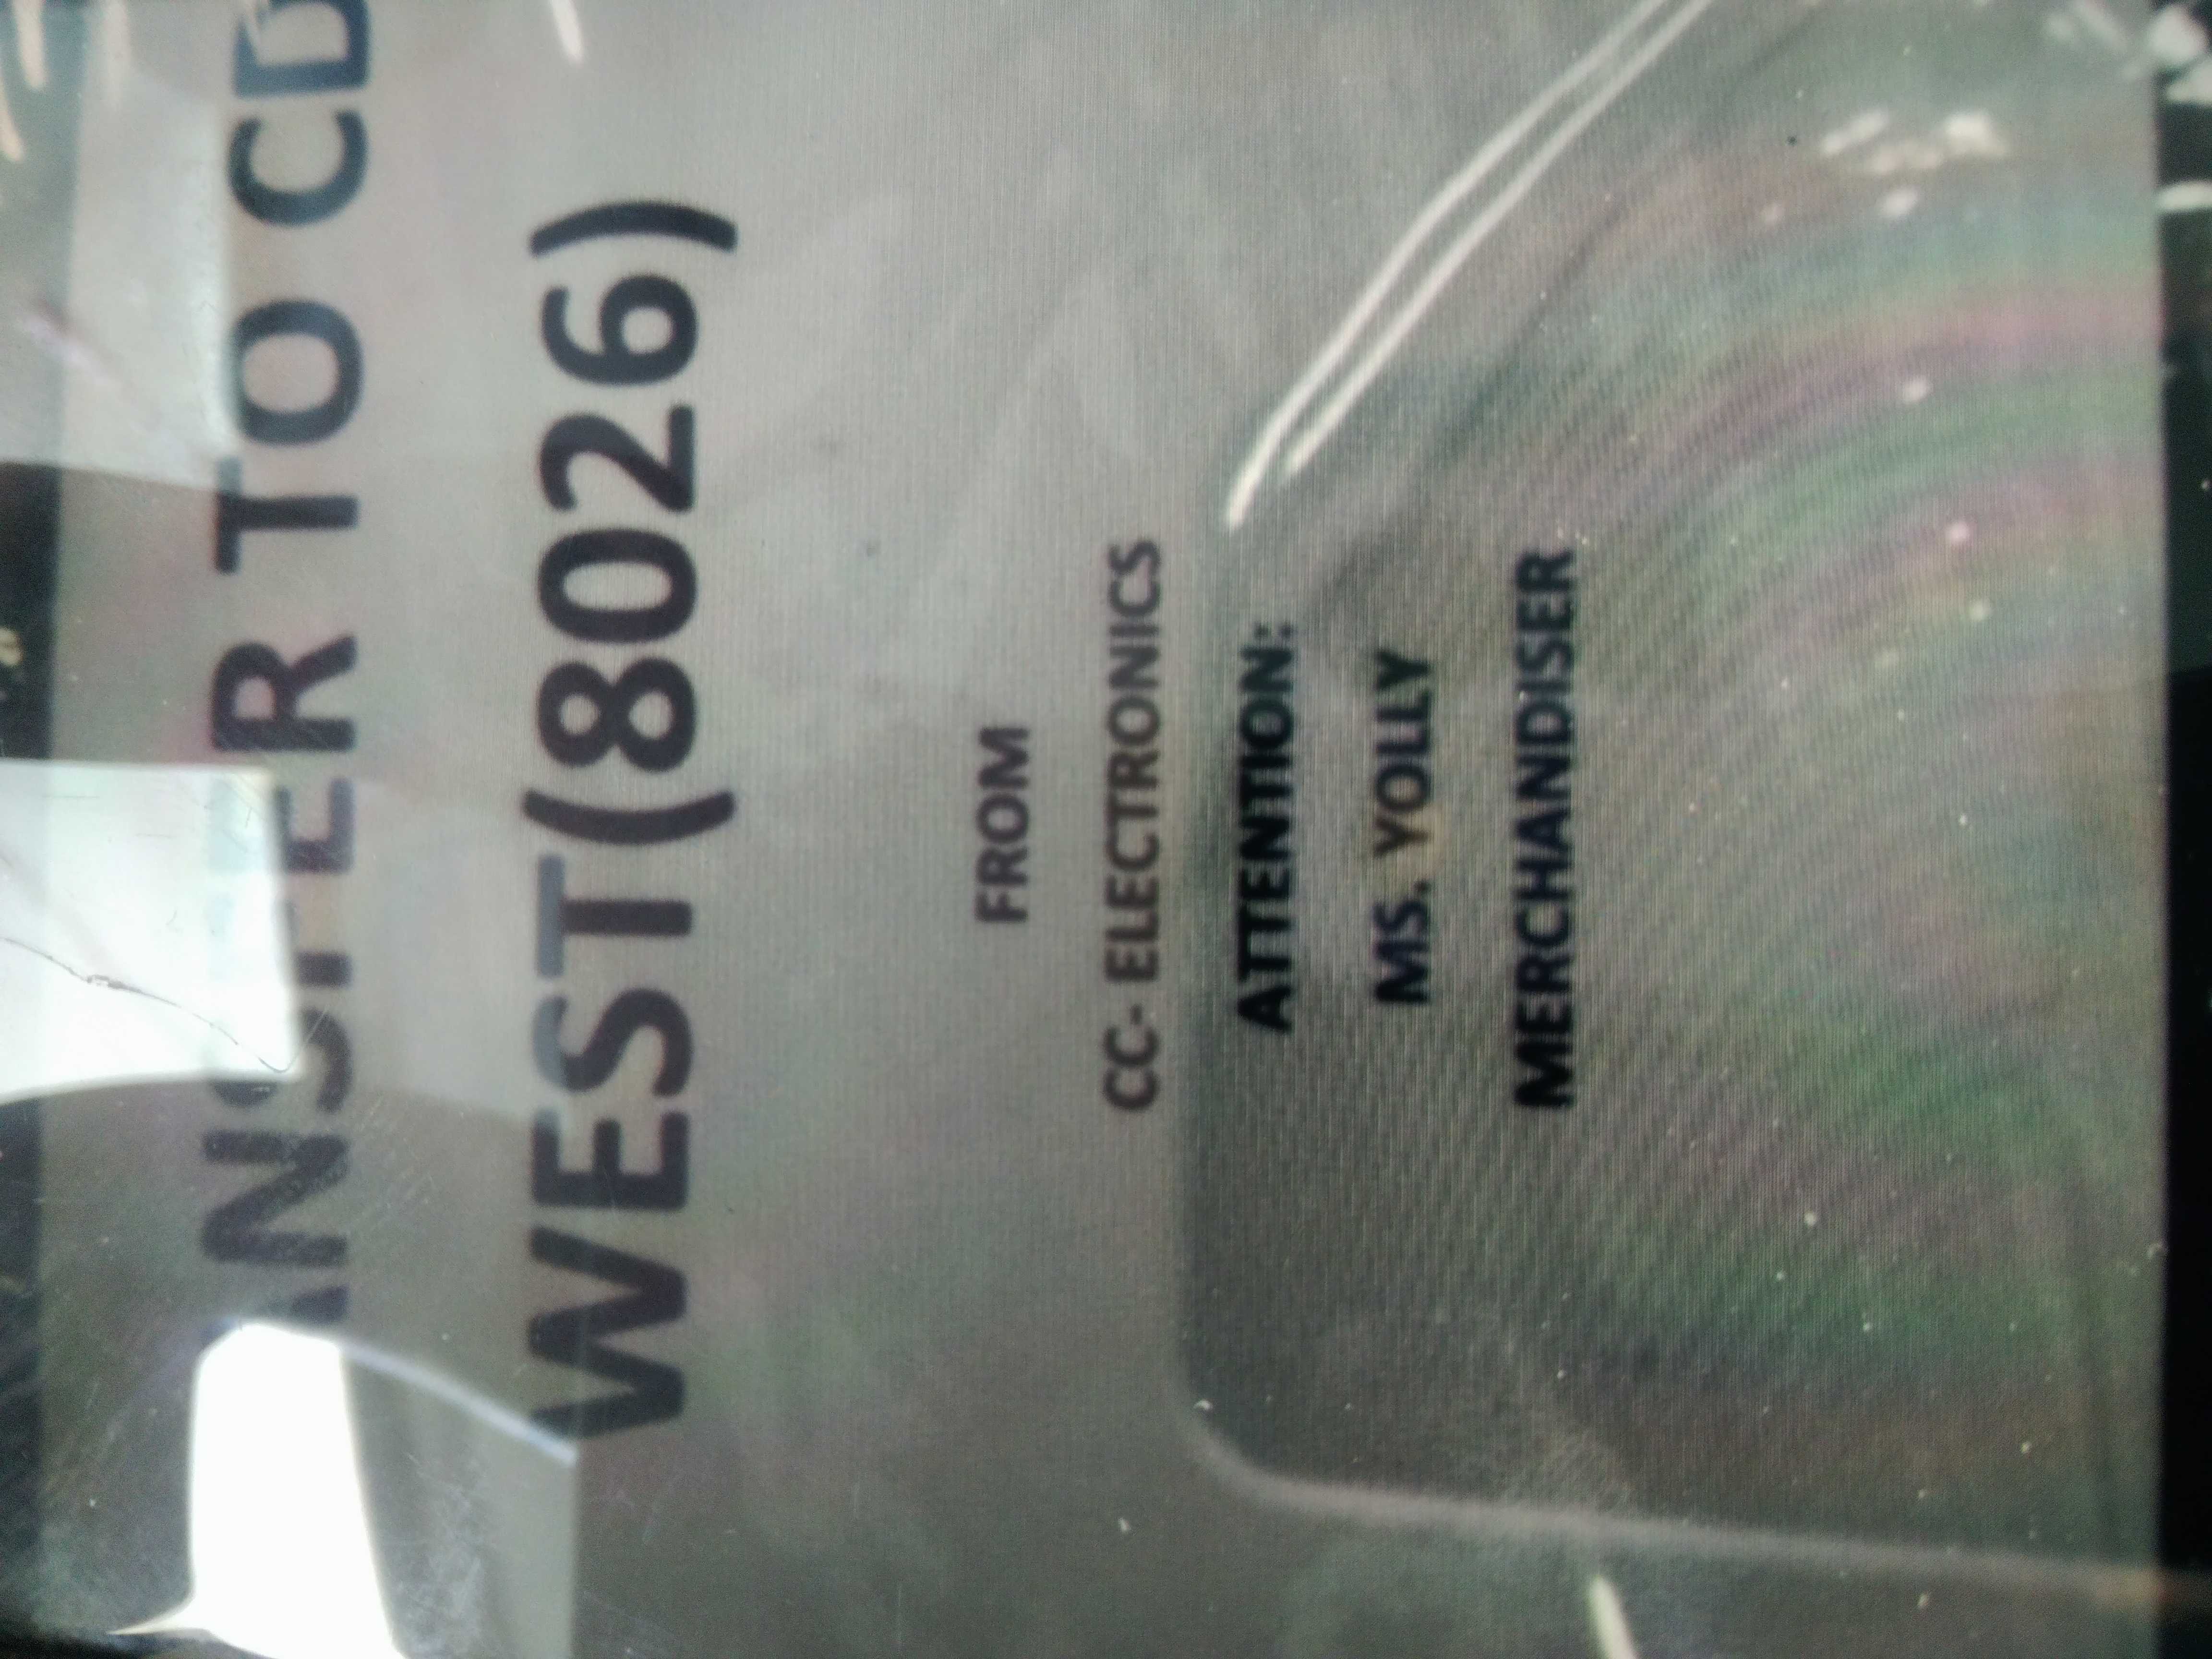 TO CD
WEST(8026)
FROM
CC- ELECTRONICS
ATTENTION:
MS. YOLLY
MERCHANDISER